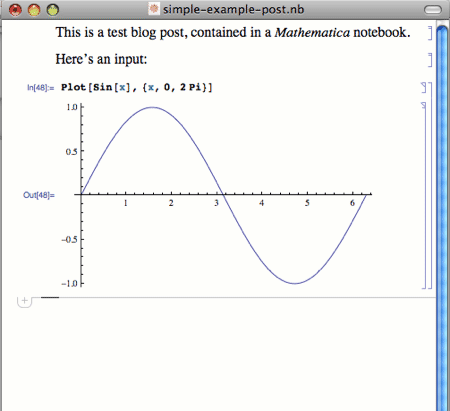 simple-example-post.nb
This is a test blog post, contained in a Mathematica notebook.
Here's an input:
In[48]:= Plot[Sin[x], {x, 0, 2 Pi}]
1.0
0.5
Out[48]=
1 2 3 4 5 6
-0.5
-1.0